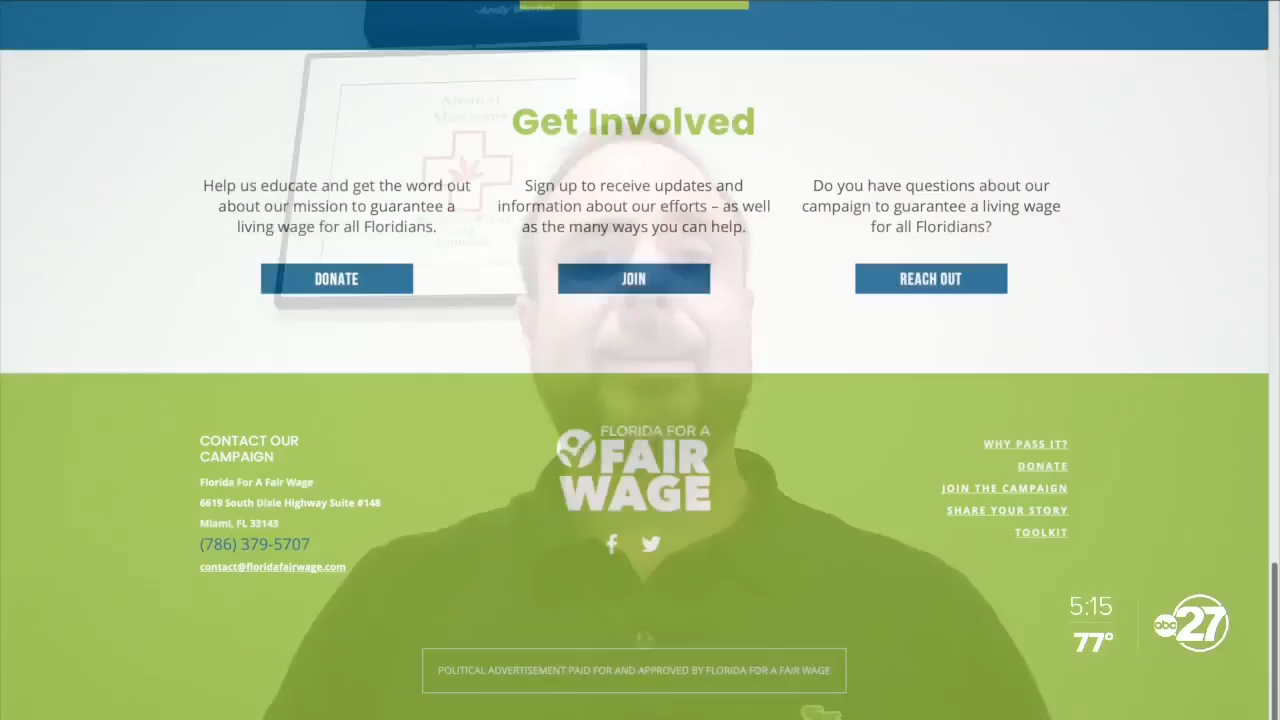 Get Involved
Help us educate and get the word out
about our mission to guarantee a
living wage for all Floridians.
DONATE
Sign up to receive updates and
information about our efforts – as well
as the many ways you can help.
JOIN
Do you have questions about our
campaign to guarantee a living wage
for all Floridians?
REACH OUT
CONTACT OUR
CAMPAIGN
Florida For A Fair Wage
6619 South Dixie Highway Suite #148
Miami, FL 33143
(786) 379-5707
contact@floridafairwage.com
FLORIDA FOR A
FAIR
WAGE
WHY PASS IT?
DONATE
JOIN THE CAMPAIGN
SHARE YOUR STORY
TOOLKIT
5:15
77°
abc 27
POLITICAL ADVERTISEMENT PAID FOR AND APPROVED BY FLORIDA FOR A FAIR WAGE